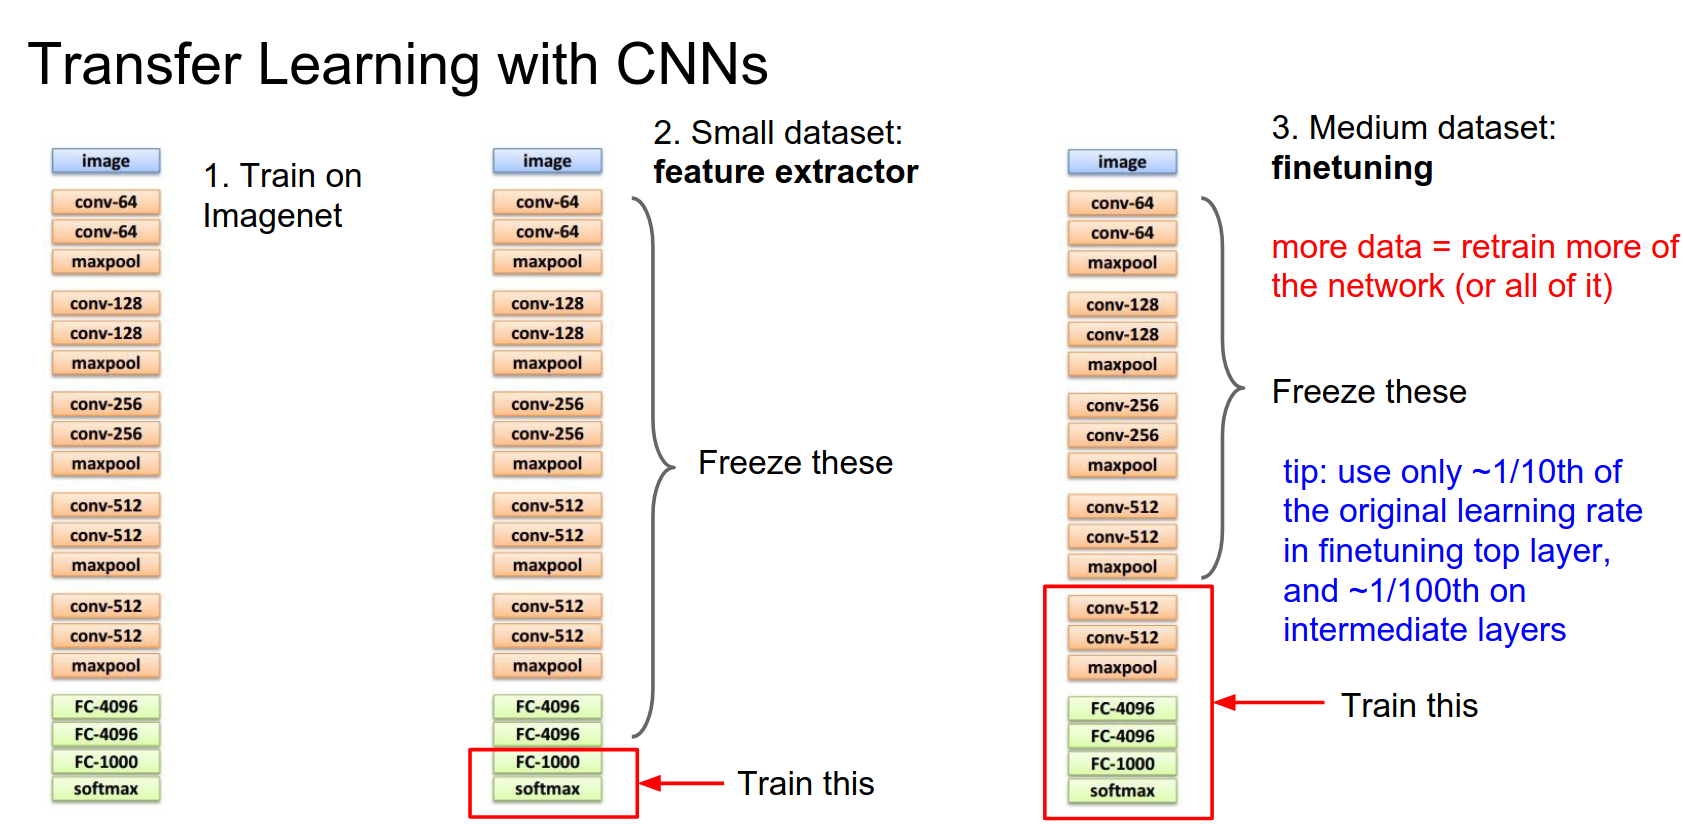 Transfer Learning with CNNs
image
conv-64
conv-64
maxpool
conv-128
conv-128
maxpool
conv-256
conv-256
maxpool
conv-512
conv-512
maxpool
conv-512
conv-512
maxpool
FC-4096
FC-4096
FC-1000
softmax
1. Train on
Imagenet
image
conv-64
conv-64
maxpool
conv-128
conv-128
maxpool
conv-256
conv-256
maxpool
conv-512
conv-512
maxpool
conv-512
conv-512
maxpool
FC-4096
FC-4096
FC-1000
softmax
2. Small dataset:
feature extractor
Freeze these
Train this
image
conv-64
conv-64
maxpool
conv-128
conv-128
maxpool
conv-256
conv-256
maxpool
conv-512
conv-512
maxpool
conv-512
conv-512
maxpool
FC-4096
FC-4096
FC-1000
softmax
3. Medium dataset:
finetuning
more data = retrain more of
the network (or all of it)
Freeze these
tip: use only ~1/10th of
the original learning rate
in finetuning top layer,
and ~1/100th on
intermediate layers
Train this